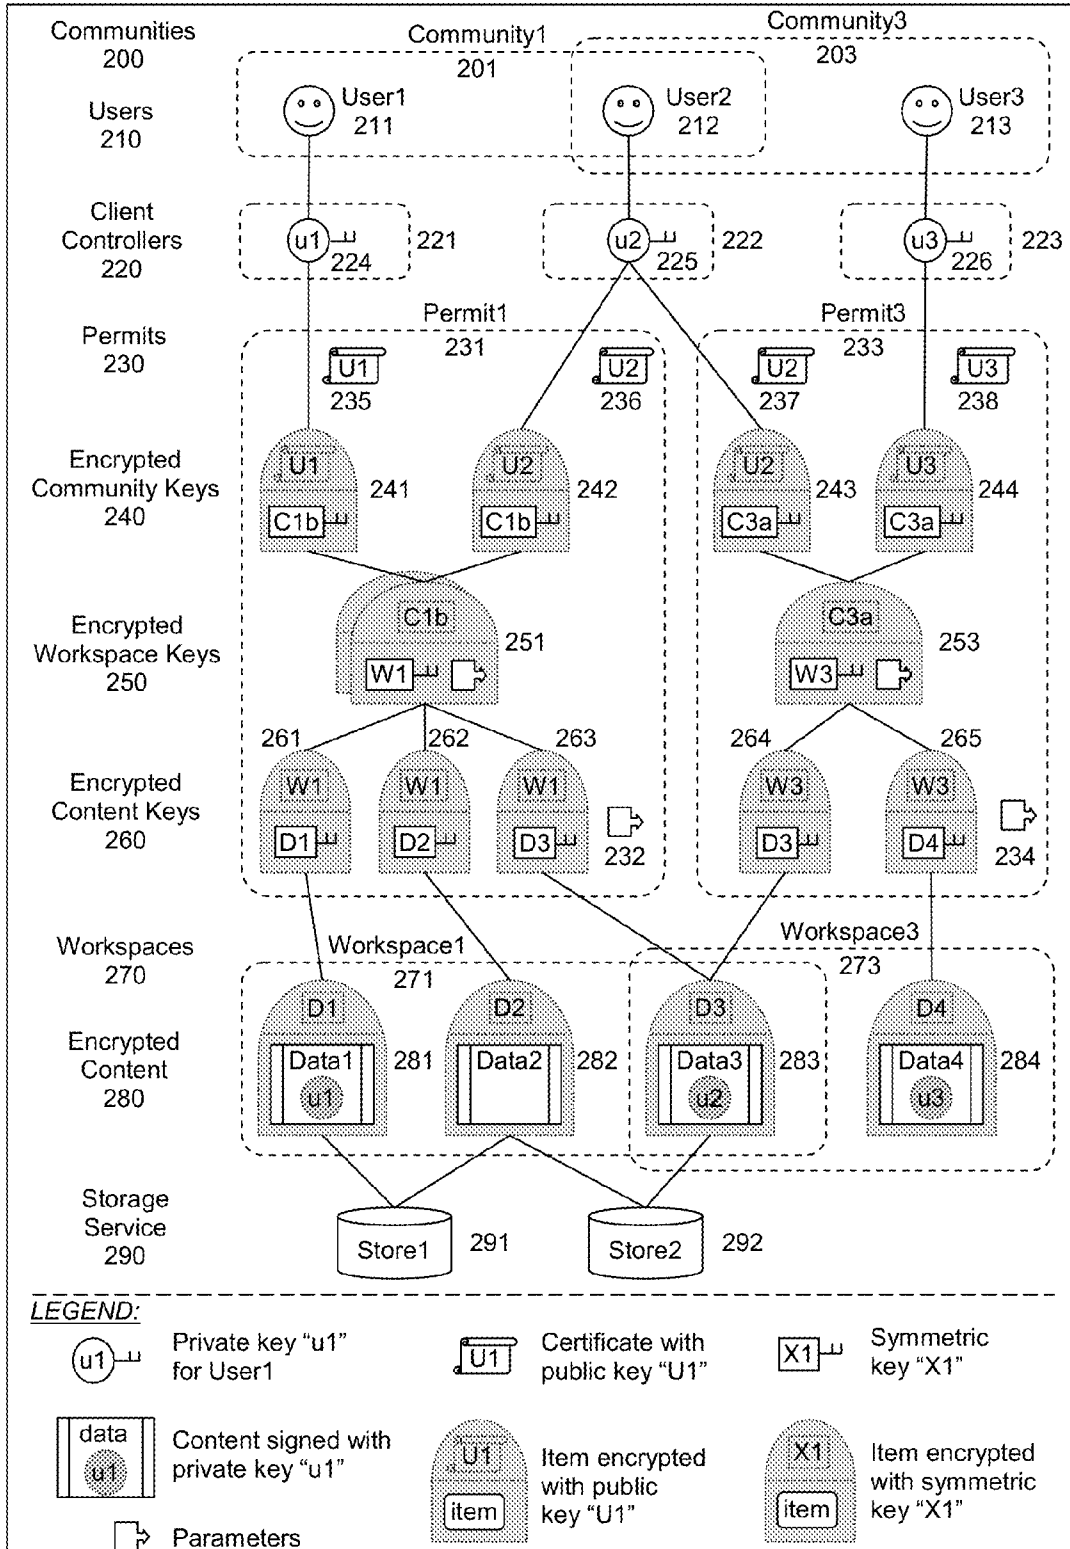 Communities
200
Community1
201
Community3
203
Users
210
User1
211
User2
212
User3
213
Client
Controllers
220
u1
224
221
u2
225
222
u3
226
223
Permits
230
Permit1
231
Permit3
233
U1
235
U2
236
U2
237
U3
238
Encrypted
Community Keys
240
U1
C1b
241
U2
C1b
242
U2
C3a
243
U3
C3a
244
Encrypted
Workspace Keys
250
C1b
W1
251
C3a
W3
253
Encrypted
Content Keys
260
261
W1
D1
262
W1
D2
263
W1
D3
232
264
W3
D3
265
W3
D4
234
Workspaces
270
Workspace1
271
Workspace3
273
Encrypted
Content
280
D1
Data1
u1
281
D2
Data2
282
D3
Data3
u2
283
D4
Data4
u3
284
Storage
Service
290
Store1
291
Store2
292
LEGEND:
u1
Private key “u1”
for User1
U1
Certificate with
public key “U1”
X1
Symmetric
key “X1”
data
u1
Content signed with
private key “u1”
U1
item
Item encrypted
with public
key “U1”
X1
item
Item encrypted
with symmetric
key “X1”
Parameters